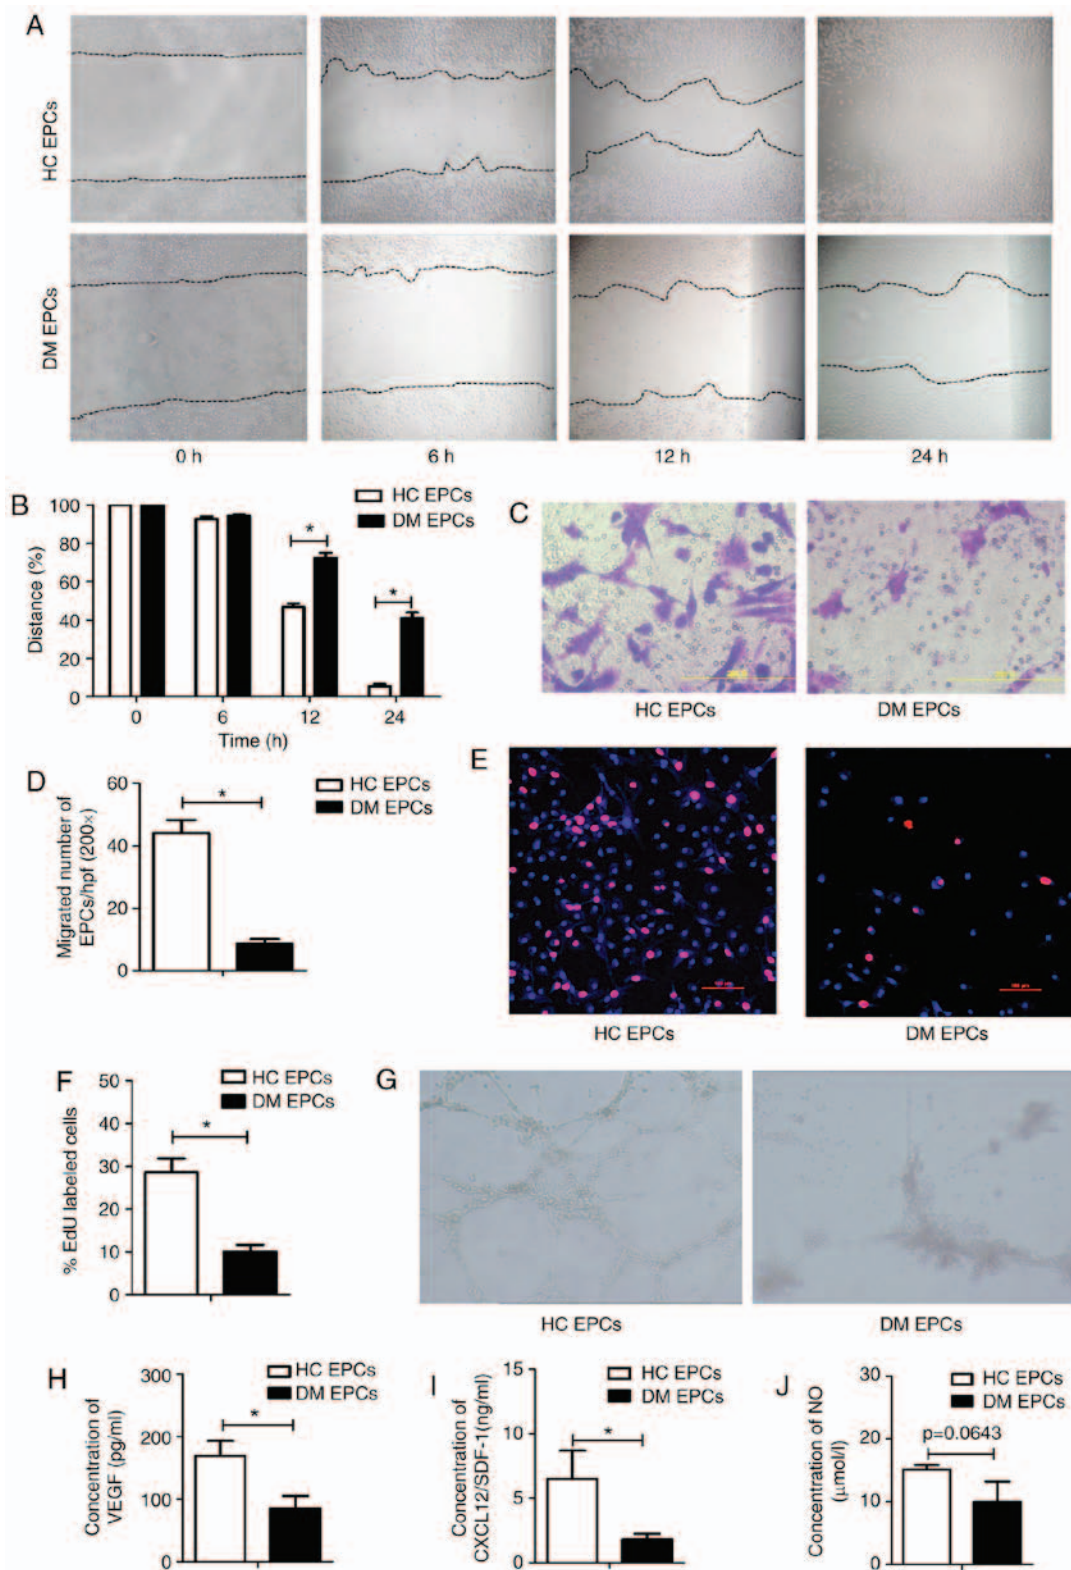 A
HC EPCs
DM EPCs
0 h
6 h
12 h
24 h
B
HC EPCs
DM EPCs
100
80
60
40
20
0
Distance (%)
*
*
0
6
12
24
Time (h)
C
HC EPCs
DM EPCs
D
HC EPCs
DM EPCs
60
40
20
0
Migrated number of
EPCs/hpf (200×)
*
E
HC EPCs
DM EPCs
F
HC EPCs
DM EPCs
50
40
30
20
10
0
% EdU labeled cells
*
G
HC EPCs
DM EPCs
H
HC EPCs
DM EPCs
300
200
100
0
Concentration of
VEGF (pg/ml)
*
I
HC EPCs
DM EPCs
15
10
5
0
Concentration of
CXCL12/SDF-1(ng/ml)
*
J
HC EPCs
DM EPCs
30
20
10
0
Concentration of NO
(μmol/l)
p=0.0643